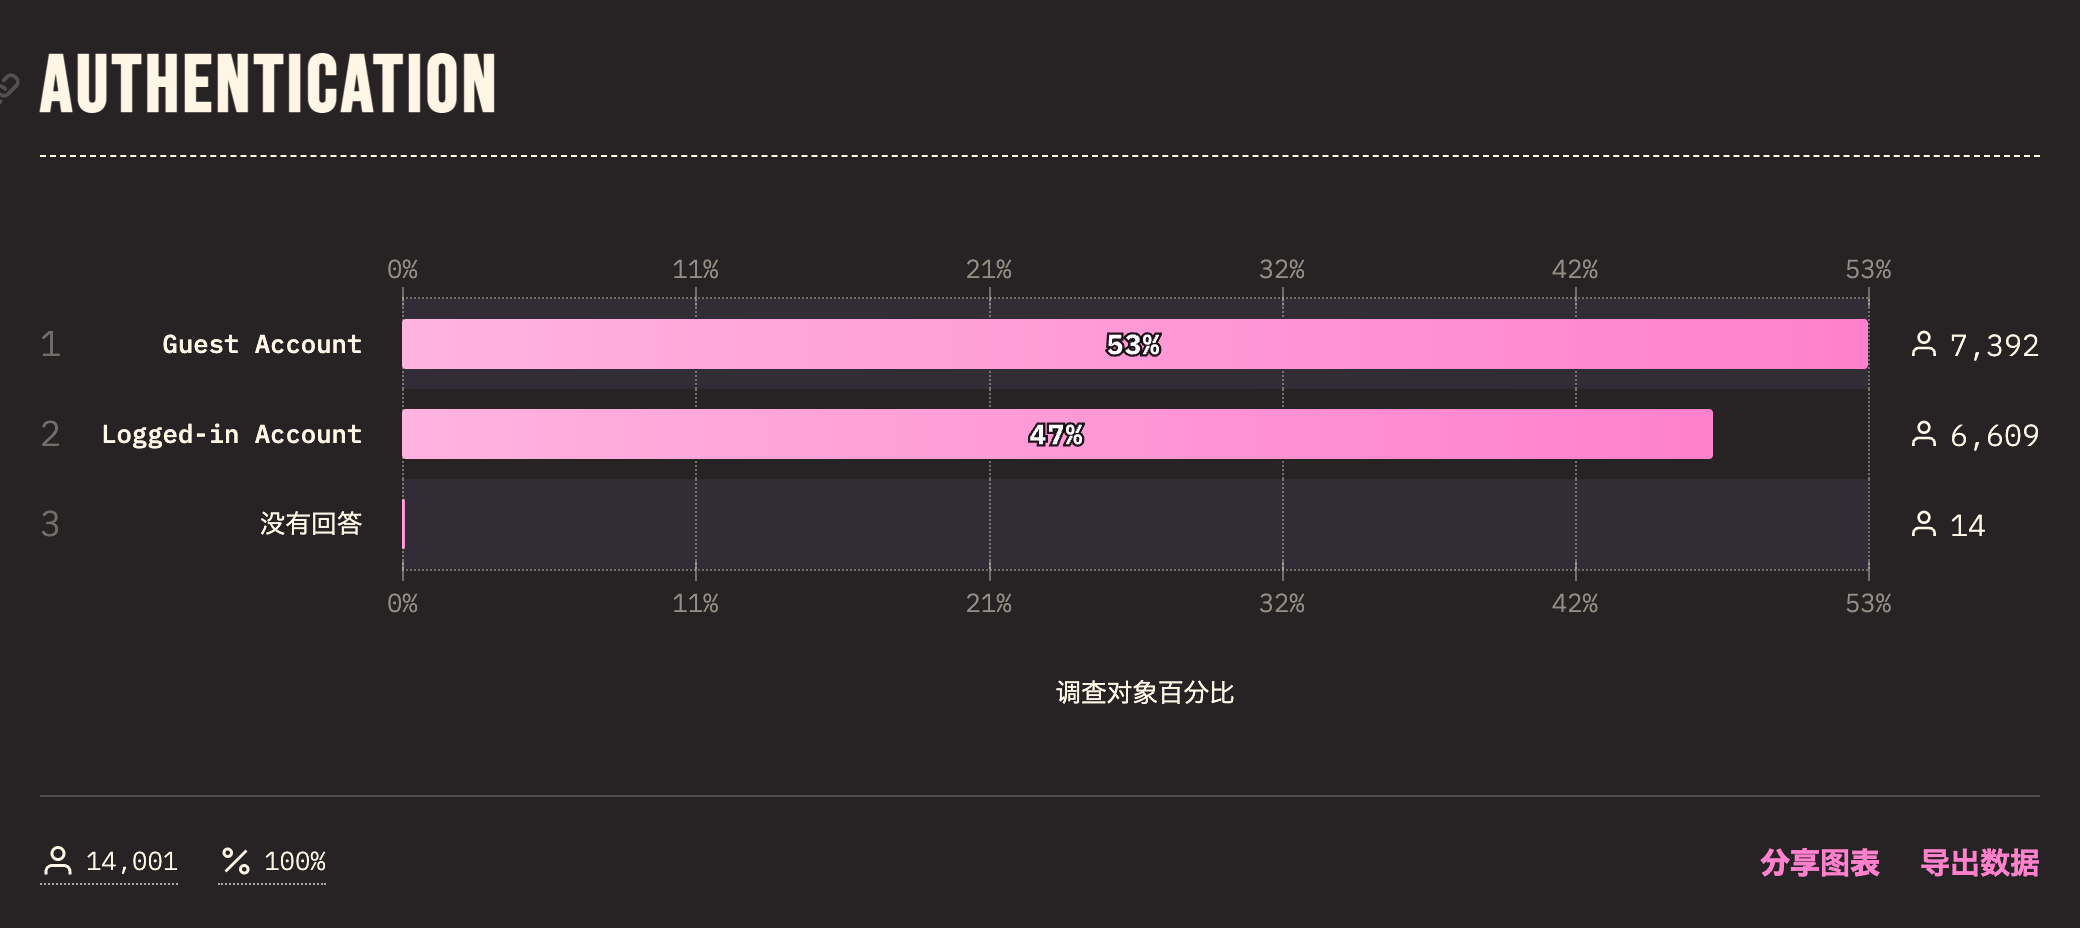 AUTHENTICATION
0% 11% 21% 32% 42% 53%
1 Guest Account 53% 7,392
2 Logged-in Account 47% 6,609
3 没有回答 14
0% 11% 21% 32% 42% 53%
调查对象百分比
14,001 100% 分享图表 导出数据